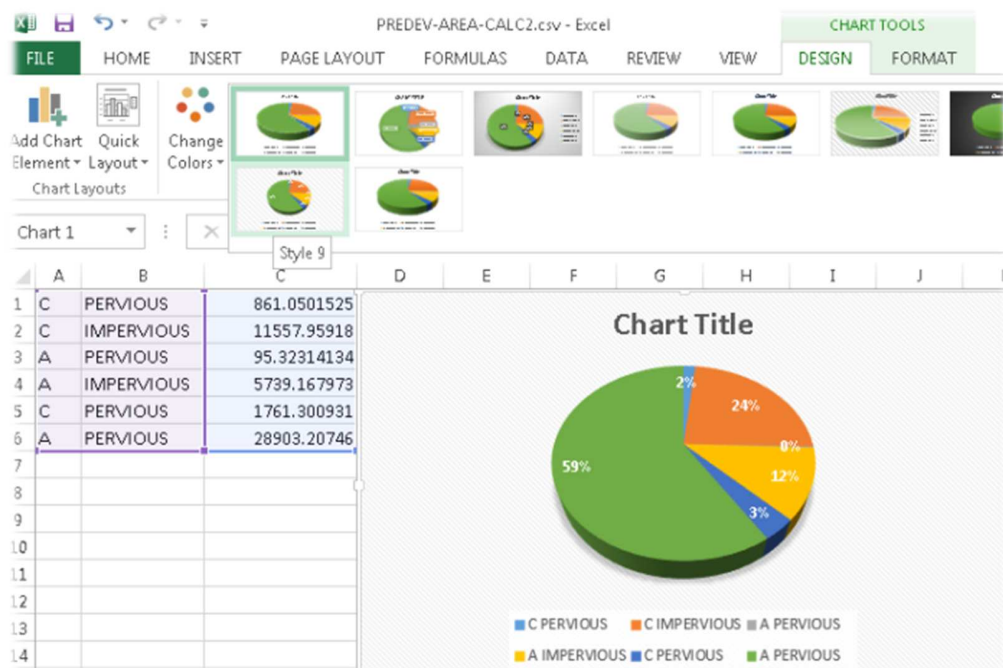 PREDEV-AREA-CALC2.csv - Excel
CHART TOOLS
FILE HOME INSERT PAGE LAYOUT FORMULAS DATA REVIEW VIEW DESIGN FORMAT
Add Chart Element
Quick Layout
Change Colors
Chart Layouts
Chart 1
Style 9
A B C D E F G H I J
1 C PERVIOUS 861.0501525
2 C IMPERVIOUS 11557.95918
3 A PERVIOUS 95.32314134
4 A IMPERVIOUS 5739.167973
5 C PERVIOUS 1761.300931
6 A PERVIOUS 28903.20746
7
8
9
10
11
12
13
14
Chart Title
2%
24%
0%
12%
3%
59%
C PERVIOUS C IMPERVIOUS A PERVIOUS
A IMPERVIOUS C PERVIOUS A PERVIOUS